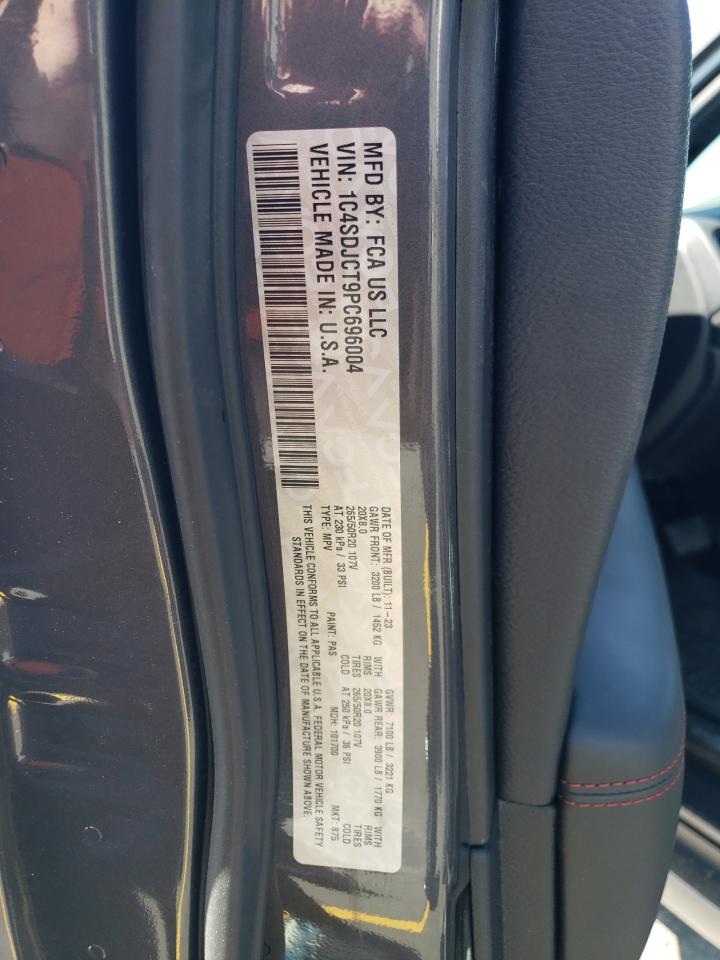 MFD BY: FCA US LLC
VIN: 1C4SDJCT9PC696004
VEHICLE MADE IN: U.S.A.
DATE OF MFR (BUILT): 11-23 GVWR 7100 LB / 3221 KG
GAWR FRONT: 3200 LB / 1452 KG WITH GAWR REAR: 3900 LB / 1770 KG WITH
20X8.0 RIMS 20X8.0 RIMS
265/50R20 107V TIRES 265/50R20 107V TIRES
AT 230 kPa / 33 PSI COLD AT 250 kPa / 36 PSI COLD
TYPE: MPV PAINT: PAS MDH: 101700 MKT: 875
THIS VEHICLE CONFORMS TO ALL APPLICABLE U.S.A. FEDERAL MOTOR VEHICLE SAFETY
STANDARDS IN EFFECT ON THE DATE OF MANUFACTURE SHOWN ABOVE.